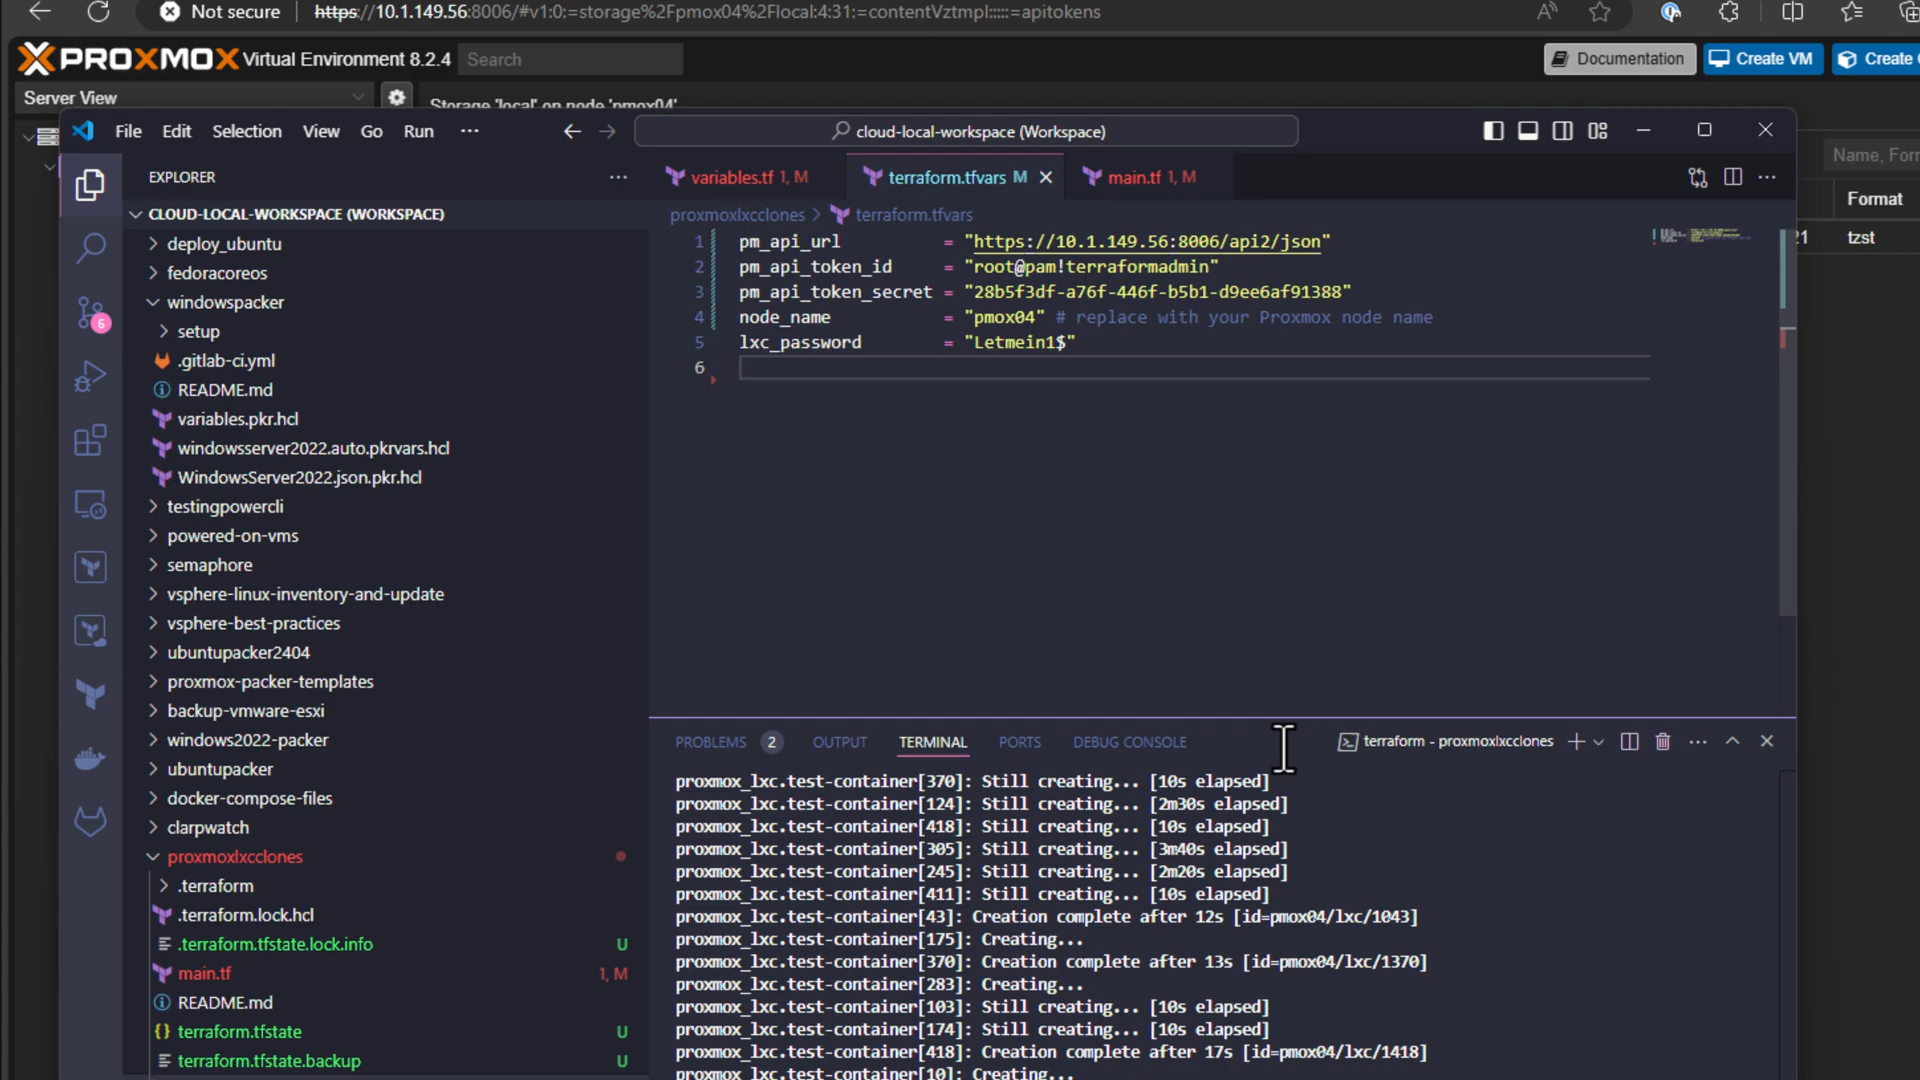 Not secure https://10.1.149.56:8006/#v1:0:=storage%2Fpmox04%2Flocal:4:31:=contentVztmpl:::::=apitokens
PROXMOX Virtual Environment 8.2.4 Search Documentation Create VM Create
Server View Storage 'local' on node 'pmox04'
File Edit Selection View Go Run ··· cloud-local-workspace (Workspace)
Name, For
EXPLORER ··· variables.tf 1, M terraform.tfvars M main.tf 1, M
Format
tzst
CLOUD-LOCAL-WORKSPACE (WORKSPACE)
deploy_ubuntu
fedoracoreos
windowspacker
setup
.gitlab-ci.yml
README.md
variables.pkr.hcl
windowsserver2022.auto.pkrvars.hcl
WindowsServer2022.json.pkr.hcl
testingpowercli
powered-on-vms
semaphore
vsphere-linux-inventory-and-update
vsphere-best-practices
ubuntupacker2404
proxmox-packer-templates
backup-vmware-esxi
windows2022-packer
ubuntupacker
docker-compose-files
clarpwatch
proxmoxlxcclones
.terraform
.terraform.lock.hcl
.terraform.tfstate.lock.info U
main.tf 1, M
README.md
terraform.tfstate U
terraform.tfstate.backup U
6
proxmoxlxcclones > terraform.tfvars
1 pm_api_url = "https://10.1.149.56:8006/api2/json"
2 pm_api_token_id = "root@pam!terraformadmin"
3 pm_api_token_secret = "28b5f3df-a76f-446f-b5b1-d9ee6af91388"
4 node_name = "pmox04" # replace with your Proxmox node name
5 lxc_password = "Letmein1$"
6
PROBLEMS 2 OUTPUT TERMINAL PORTS DEBUG CONSOLE terraform - proxmoxlxcclones
proxmox_lxc.test-container[370]: Still creating... [10s elapsed]
proxmox_lxc.test-container[124]: Still creating... [2m30s elapsed]
proxmox_lxc.test-container[418]: Still creating... [10s elapsed]
proxmox_lxc.test-container[305]: Still creating... [3m40s elapsed]
proxmox_lxc.test-container[245]: Still creating... [2m20s elapsed]
proxmox_lxc.test-container[411]: Still creating... [10s elapsed]
proxmox_lxc.test-container[43]: Creation complete after 12s [id=pmox04/lxc/1043]
proxmox_lxc.test-container[175]: Creating...
proxmox_lxc.test-container[370]: Creation complete after 13s [id=pmox04/lxc/1370]
proxmox_lxc.test-container[283]: Creating...
proxmox_lxc.test-container[103]: Still creating... [10s elapsed]
proxmox_lxc.test-container[174]: Still creating... [10s elapsed]
proxmox_lxc.test-container[418]: Creation complete after 17s [id=pmox04/lxc/1418]
proxmox_lxc.test-container[10]: Creating...